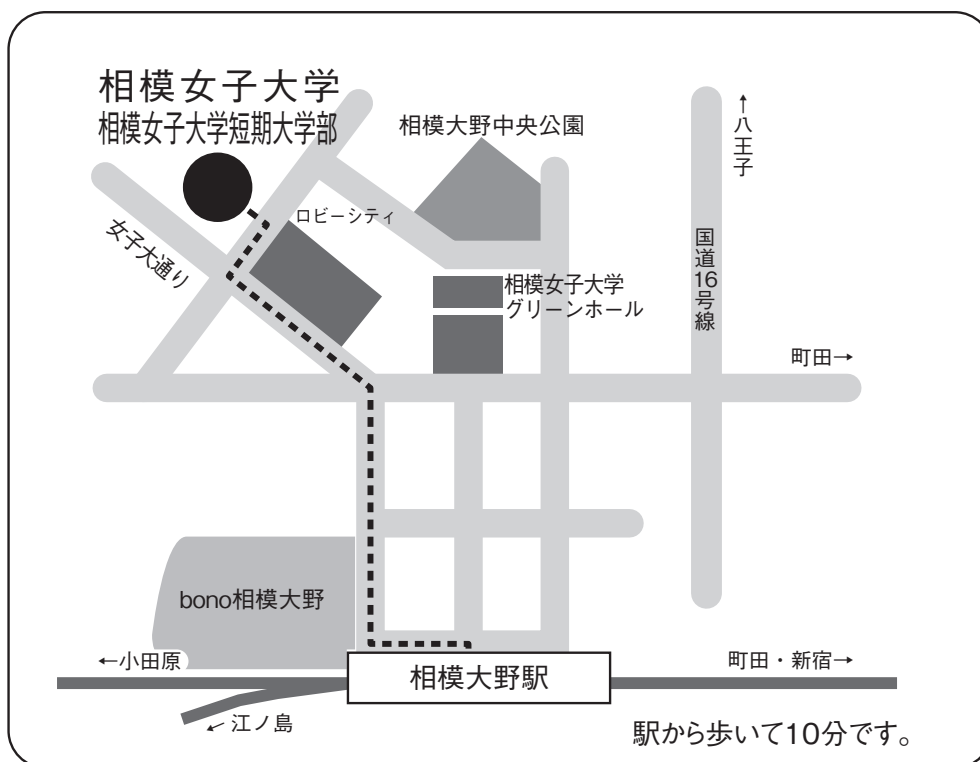 相模女子大学
相模女子大学短期大学部
相模大野中央公園
↑八王子
ロビーシティ
女子大通り
国道16号線
相模女子大学
グリーンホール
町田→
bono相模大野
←小田原
相模大野駅
町田・新宿→
←江ノ島
駅から歩いて10分です。